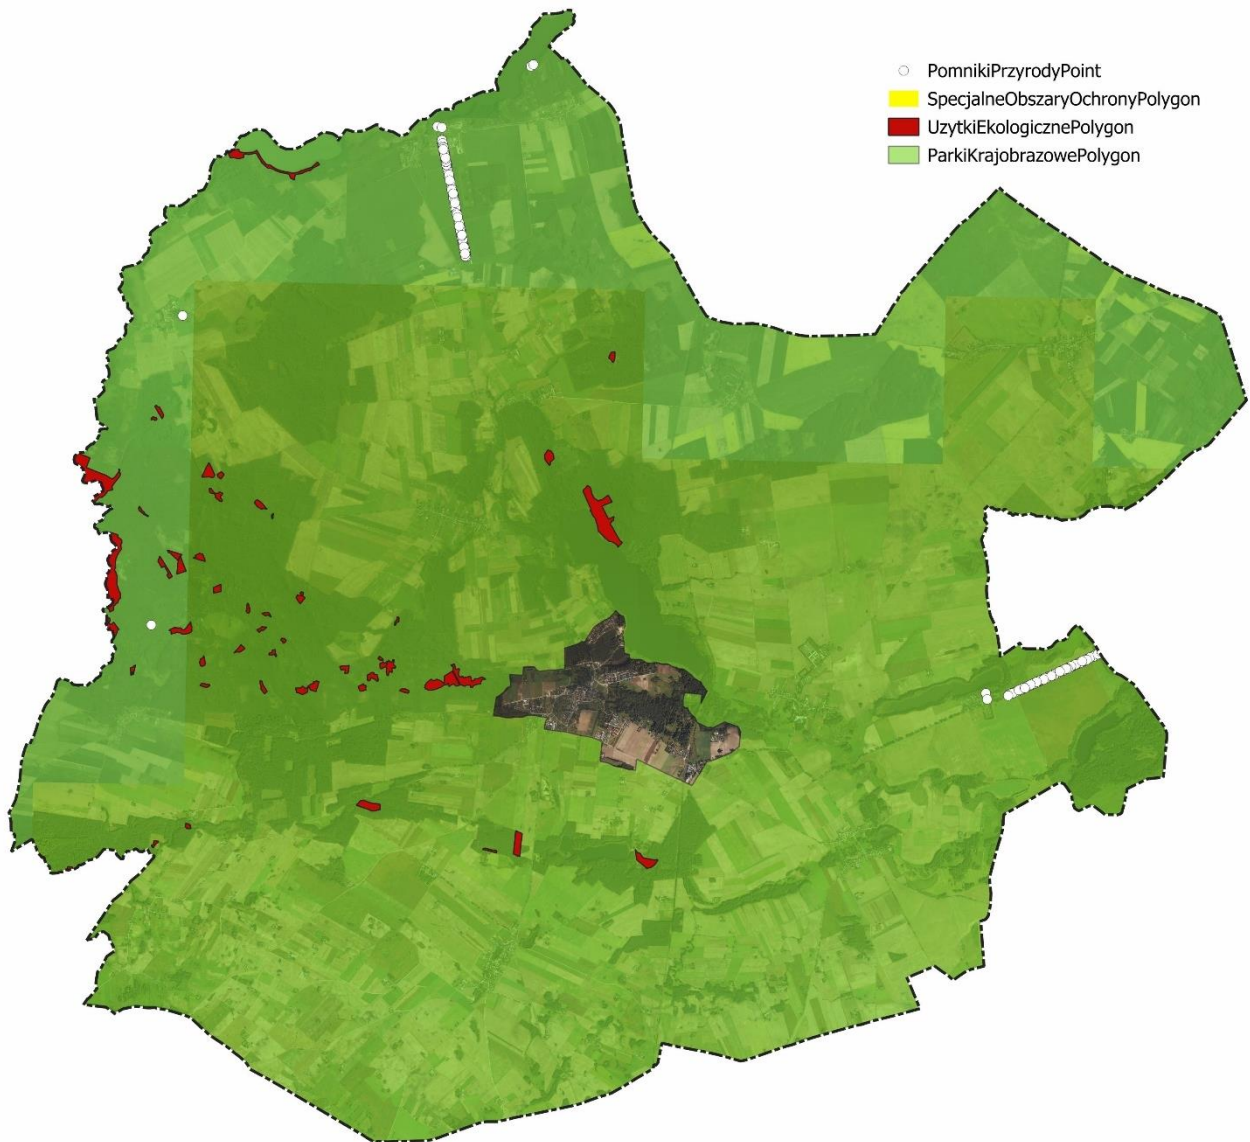 PomnikiPrzyrodyPoint
SpecjalneObszaryOchronyPolygon
UzytkiEkologicznePolygon
ParkiKrajobrazowePolygon